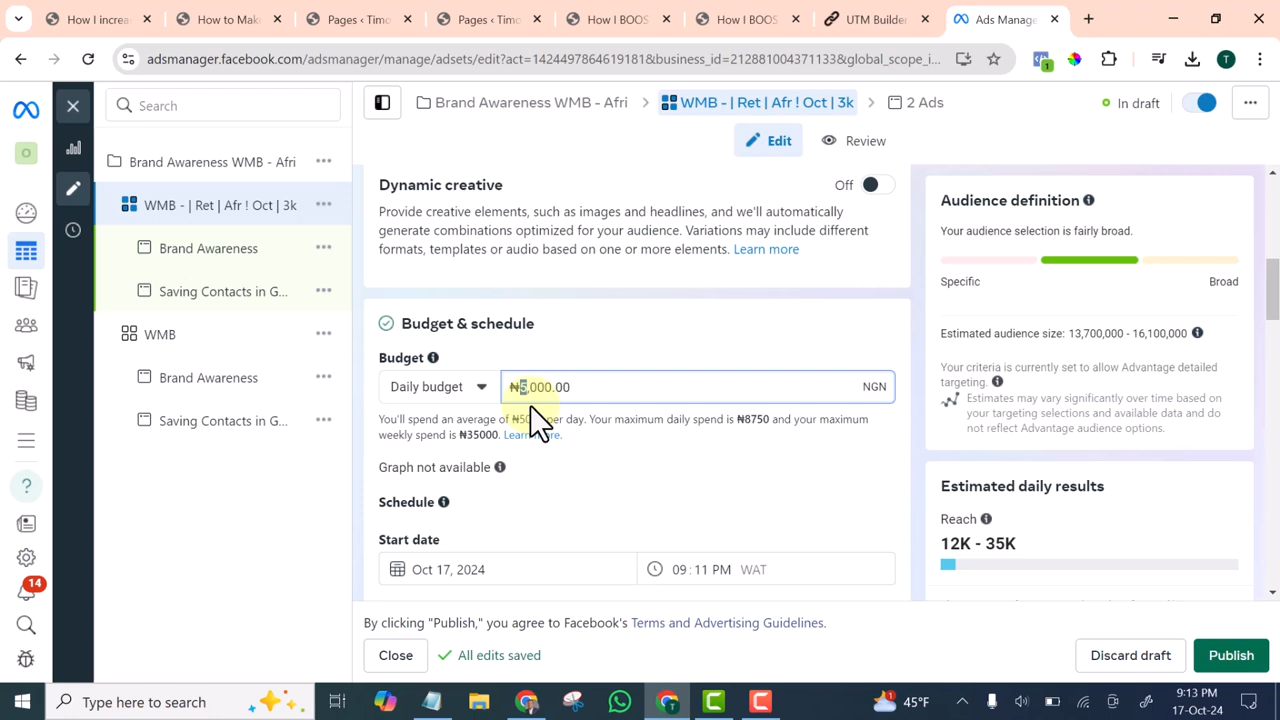 How I increa
How to Make
Pages ‹ Timo
Pages ‹ Timo
How I BOOS
How I BOOS
UTM Builder
Ads Manage
adsmanager.facebook.com/adsmanager/manage/adsets/edit?act=1424497864619181&business_id=212881004371133&global_scope_i...
1
T
Search
Brand Awareness WMB - Afri
WMB - | Ret | Afr ! Oct | 3k
2 Ads
In draft
Edit
Review
O
Brand Awareness WMB - Afri
WMB - | Ret | Afr ! Oct | 3k
Brand Awareness
Saving Contacts in G...
WMB
Brand Awareness
Saving Contacts in G...
14
Dynamic creative
Off
Provide creative elements, such as images and headlines, and we'll automatically
generate combinations optimized for your audience. Variations may include different
formats, templates or audio based on one or more elements. Learn more
Budget & schedule
Budget
Daily budget
₦5,000.00
NGN
You'll spend an average of ₦50 per day. Your maximum daily spend is ₦8750 and your maximum
weekly spend is ₦35000. Learn more.
Graph not available
Schedule
Start date
Oct 17, 2024
09:11 PM WAT
Audience definition
Your audience selection is fairly broad.
Specific
Broad
Estimated audience size: 13,700,000 - 16,100,000
Your criteria is currently set to allow Advantage detailed
targeting.
Estimates may vary significantly over time based on
your targeting selections and available data and do
not reflect Advantage audience options.
Estimated daily results
Reach
12K - 35K
By clicking "Publish," you agree to Facebook's Terms and Advertising Guidelines.
Close
All edits saved
Discard draft
Publish
Type here to search
45°F
9:13 PM
17-Oct-24